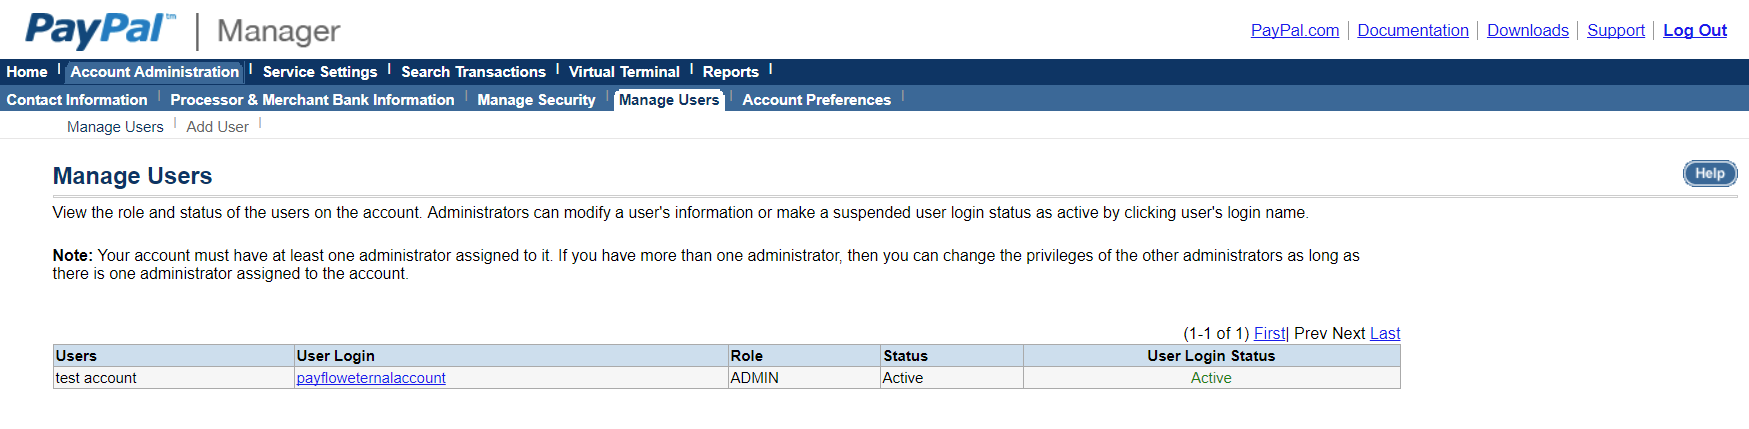 PayPal™ | Manager
PayPal.com | Documentation | Downloads | Support | Log Out
Home | Account Administration | Service Settings | Search Transactions | Virtual Terminal | Reports |
Contact Information | Processor & Merchant Bank Information | Manage Security | Manage Users | Account Preferences |
Manage Users | Add User |
Manage Users
Help
View the role and status of the users on the account. Administrators can modify a user's information or make a suspended user login status as active by clicking user's login name.
Note: Your account must have at least one administrator assigned to it. If you have more than one administrator, then you can change the privileges of the other administrators as long as
there is one administrator assigned to the account.
(1-1 of 1) First| Prev Next Last
Users User Login Role Status User Login Status
test account payfloweternalaccount ADMIN Active Active